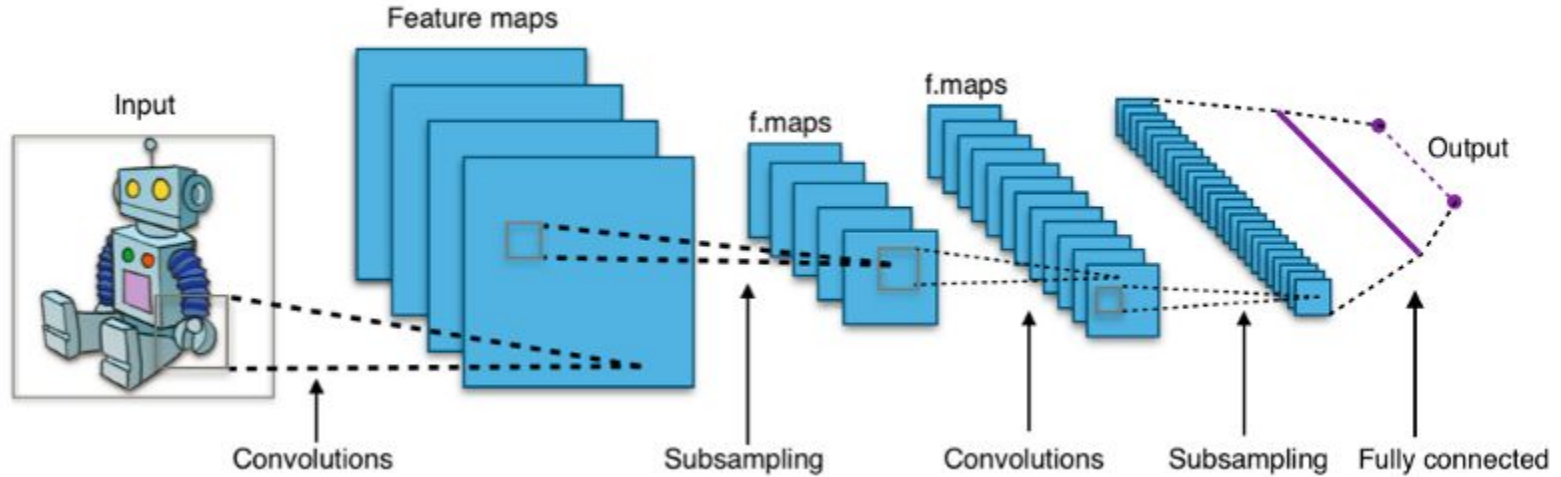 Feature maps
f.maps
Input
f.maps
Output
Convolutions
Subsampling
Convolutions
Subsampling
Fully connected